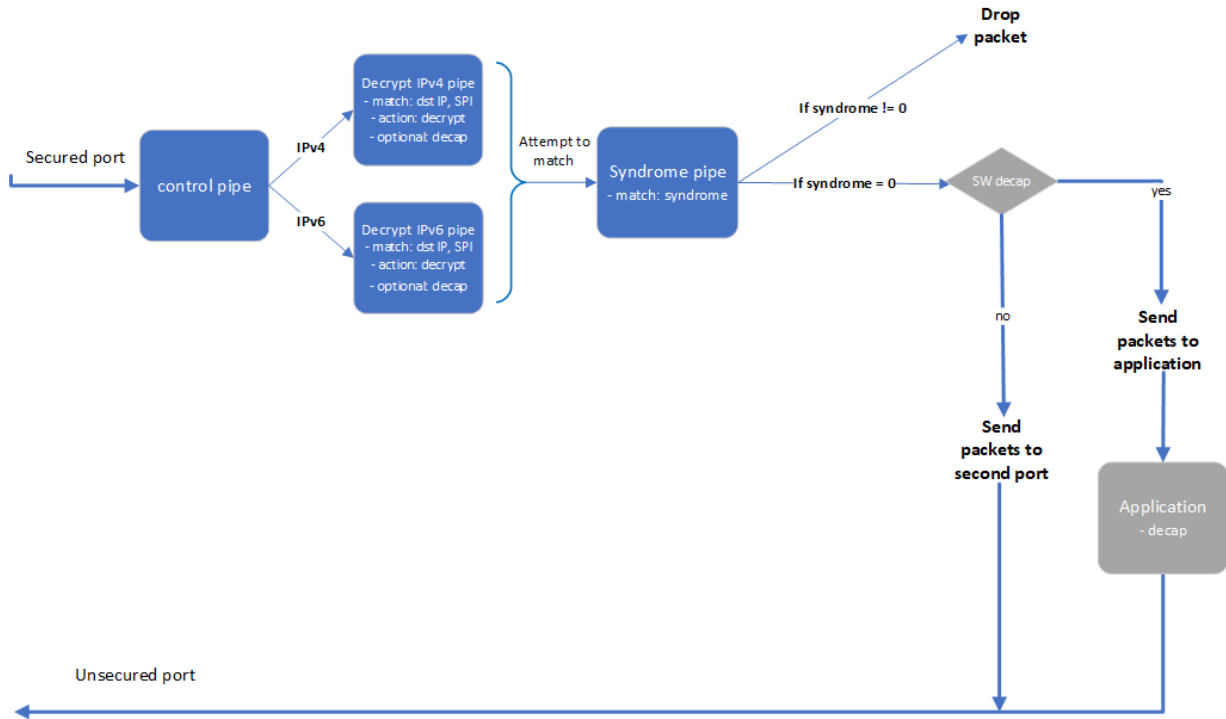 Drop
packet
Decrypt IPv4 pipe
- match: dst IP, SPI
- action: decrypt
- optional: decap
If syndrome != 0
Secured port
IPv4
Attempt to
match
control pipe
Syndrome pipe
- match: syndrome
If syndrome = 0
SW decap
yes
IPv6
Decrypt IPv6 pipe
- match: dst IP, SPI
- action: decrypt
- optional: decap
no
Send
packets to
application
Send
packets to
second port
Application
- decap
Unsecured port